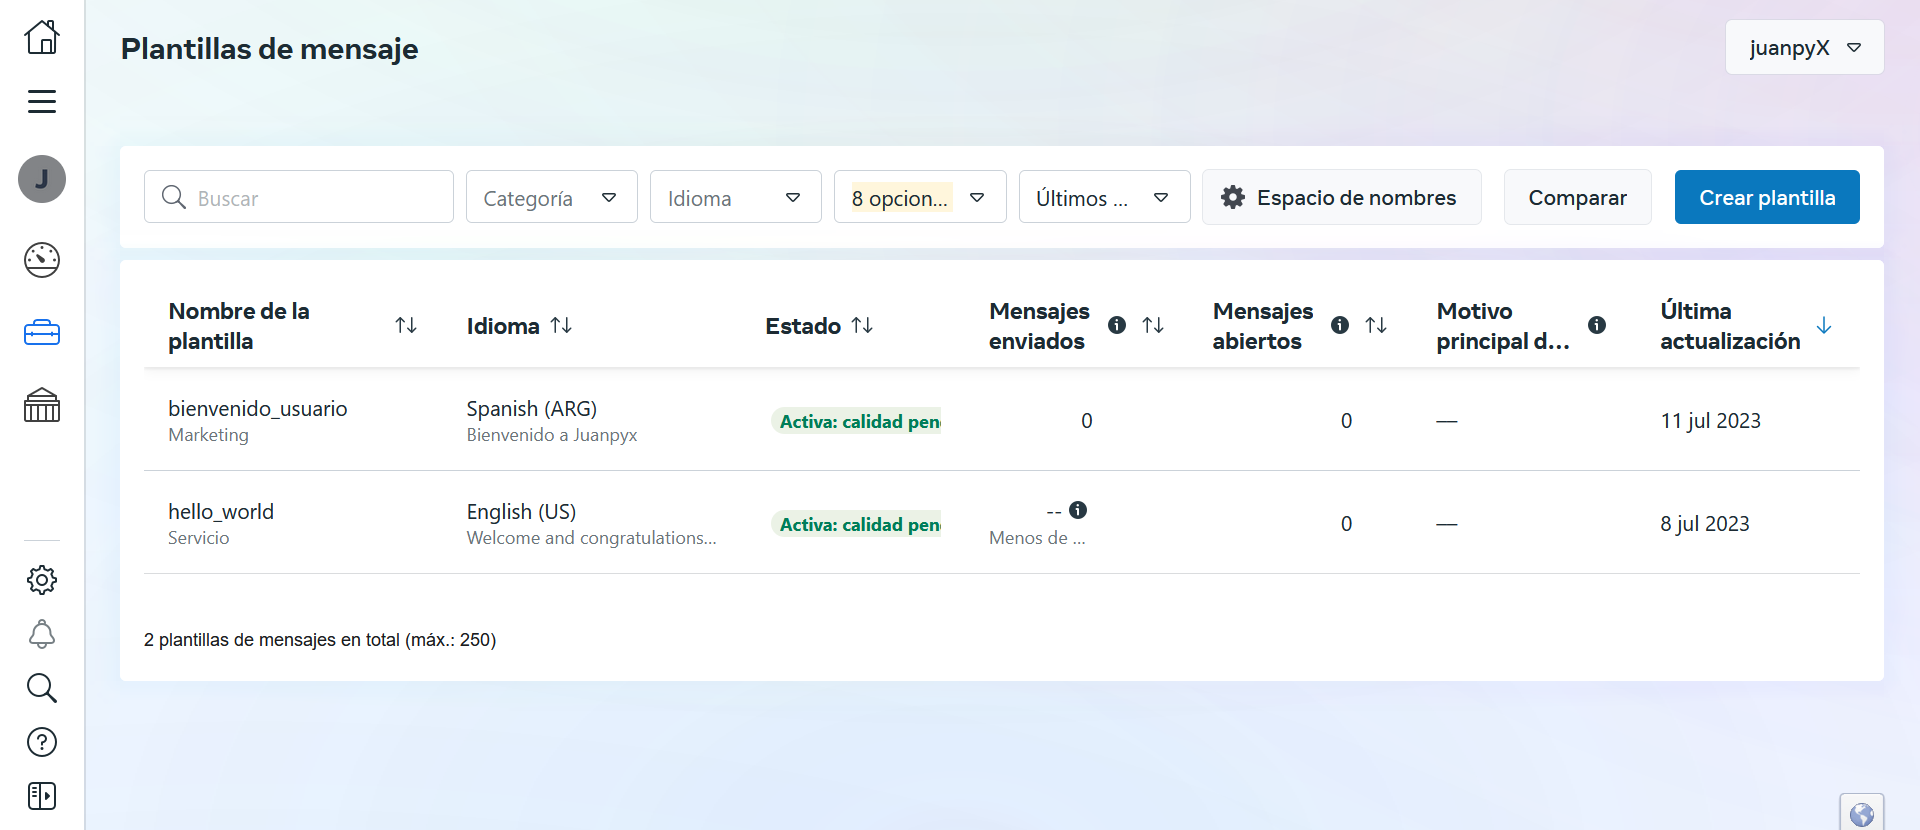 Plantillas de mensaje
juanpyX
J
Buscar
Categoría
Idioma
8 opcion...
Últimos ...
Espacio de nombres
Comparar
Crear plantilla
Nombre de la
plantilla
Idioma
Estado
Mensajes
enviados
Mensajes
abiertos
Motivo
principal d...
Última
actualización
bienvenido_usuario
Marketing
Spanish (ARG)
Bienvenido a Juanpyx
Activa: calidad pen
0
0
—
11 jul 2023
hello_world
Servicio
English (US)
Welcome and congratulations...
Activa: calidad pen
--
Menos de ...
0
—
8 jul 2023
2 plantillas de mensajes en total (máx.: 250)